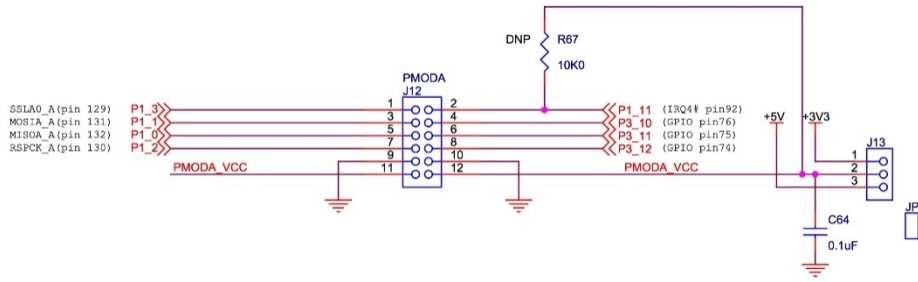 DNP
R67
10K0
PMODA
J12
SSLA0_A(pin 129) P1_3 1 2 P1_11 (IRQ4# pin92)
MOSIA_A(pin 131) P1_1 3 4 P3_10 (GPIO pin76)
MISOA_A(pin 132) P1_0 5 6 P3_11 (GPIO pin75)
RSPCK_A(pin 130) P1_2 7 8 P3_12 (GPIO pin74)
9 10
PMODA_VCC 11 12 PMODA_VCC
+5V +3V3
J13
1
2
3
JP
C64
0.1uF